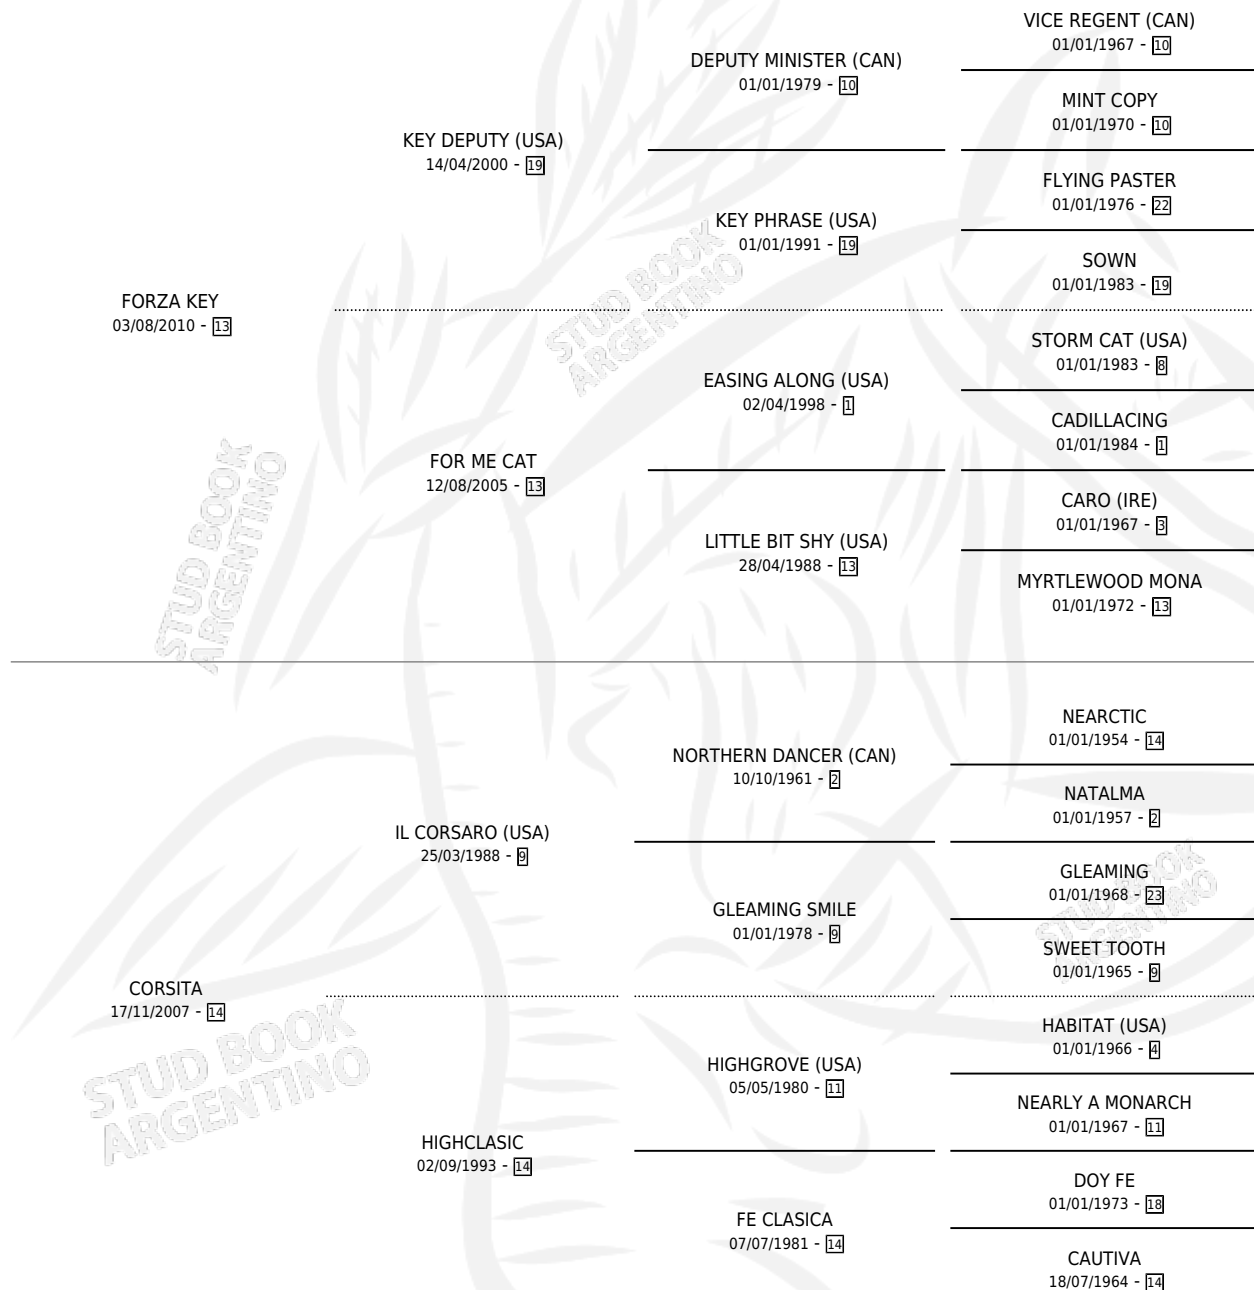 VICE REGENT (CAN)
01/01/1967 - 10
DEPUTY MINISTER (CAN)
01/01/1979 - 10
MINT COPY
01/01/1970 - 10
KEY DEPUTY (USA)
14/04/2000 - 19
FLYING PASTER
01/01/1976 - 22
KEY PHRASE (USA)
01/01/1991 - 19
SOWN
01/01/1983 - 19
FORZA KEY
03/08/2010 - 13
STORM CAT (USA)
01/01/1983 - 8
EASING ALONG (USA)
02/04/1998 - 1
CADILLACING
01/01/1984 - 1
FOR ME CAT
12/08/2005 - 13
CARO (IRE)
01/01/1967 - 3
LITTLE BIT SHY (USA)
28/04/1988 - 13
MYRTLEWOOD MONA
01/01/1972 - 13
NEARCTIC
01/01/1954 - 14
NORTHERN DANCER (CAN)
10/10/1961 - 2
NATALMA
01/01/1957 - 2
IL CORSARO (USA)
25/03/1988 - 9
GLEAMING
01/01/1968 - 23
GLEAMING SMILE
01/01/1978 - 9
SWEET TOOTH
01/01/1965 - 9
CORSITA
17/11/2007 - 14
HABITAT (USA)
01/01/1966 - 4
HIGHGROVE (USA)
05/05/1980 - 11
NEARLY A MONARCH
01/01/1967 - 11
HIGHCLASIC
02/09/1993 - 14
DOY FE
01/01/1973 - 18
FE CLASICA
07/07/1981 - 14
CAUTIVA
18/07/1964 - 14
STUD BOOK
ARGENTINO
STUD BOOK
ARGENTINO
STUD BOOK
ARGENTINO
STUD BOOK
ARGENTINO